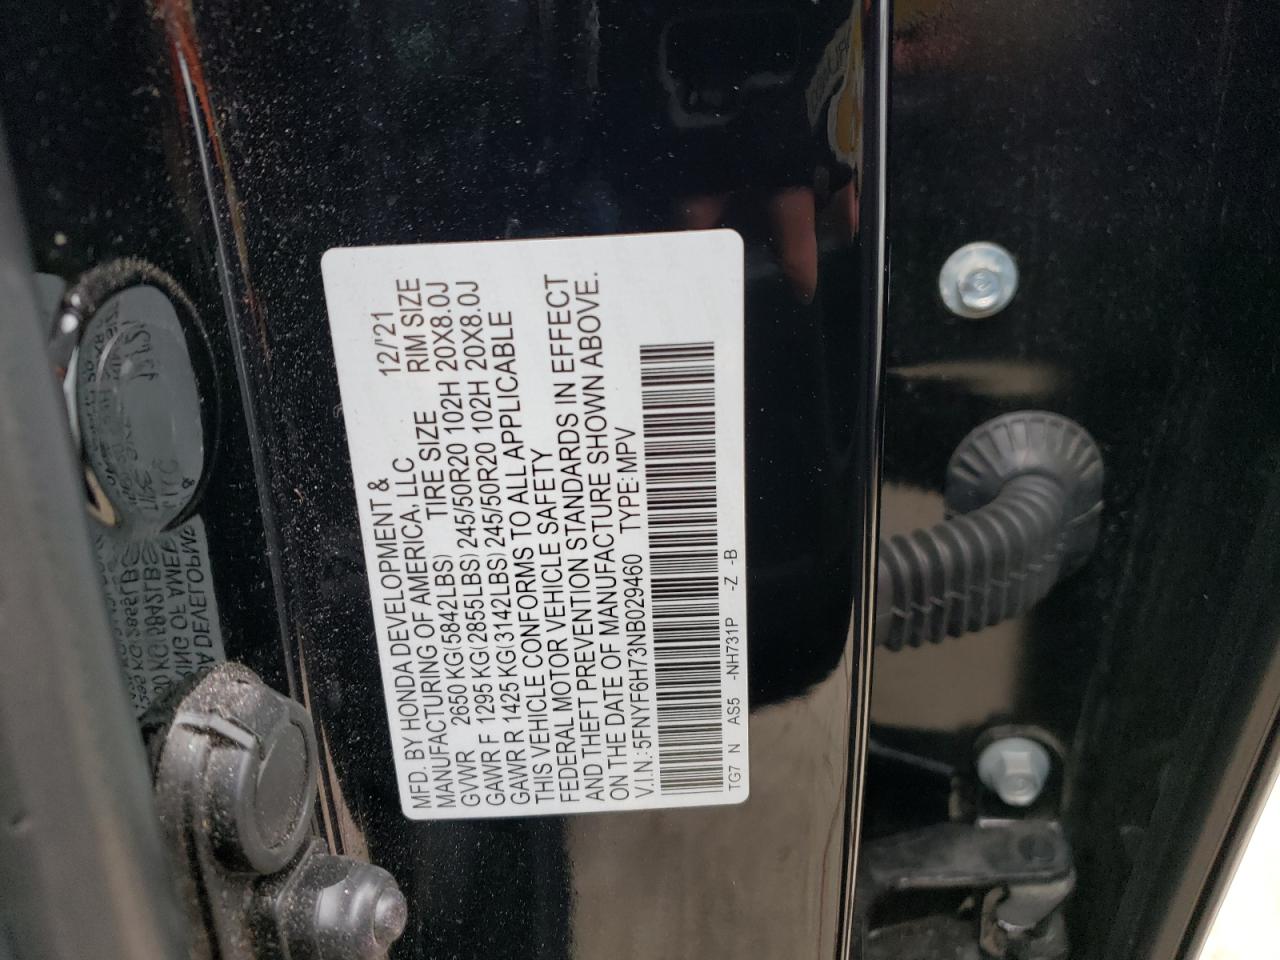 MFD. BY HONDA DEVELOPMENT &
MANUFACTURING OF AMERICA, LLC 12/'21
TIRE SIZE RIM SIZE
GVWR 2650 KG(5842LBS)
GAWR F 1295 KG(2855LBS) 245/50R20 102H 20X8.0J
GAWR R 1425 KG(3142LBS) 245/50R20 102H 20X8.0J
THIS VEHICLE CONFORMS TO ALL APPLICABLE
FEDERAL MOTOR VEHICLE SAFETY
AND THEFT PREVENTION STANDARDS IN EFFECT
ON THE DATE OF MANUFACTURE SHOWN ABOVE.
V.I.N.: 5FNYF6H73NB029460 TYPE:MPV
TG7 N AS5 -NH731P -Z -B